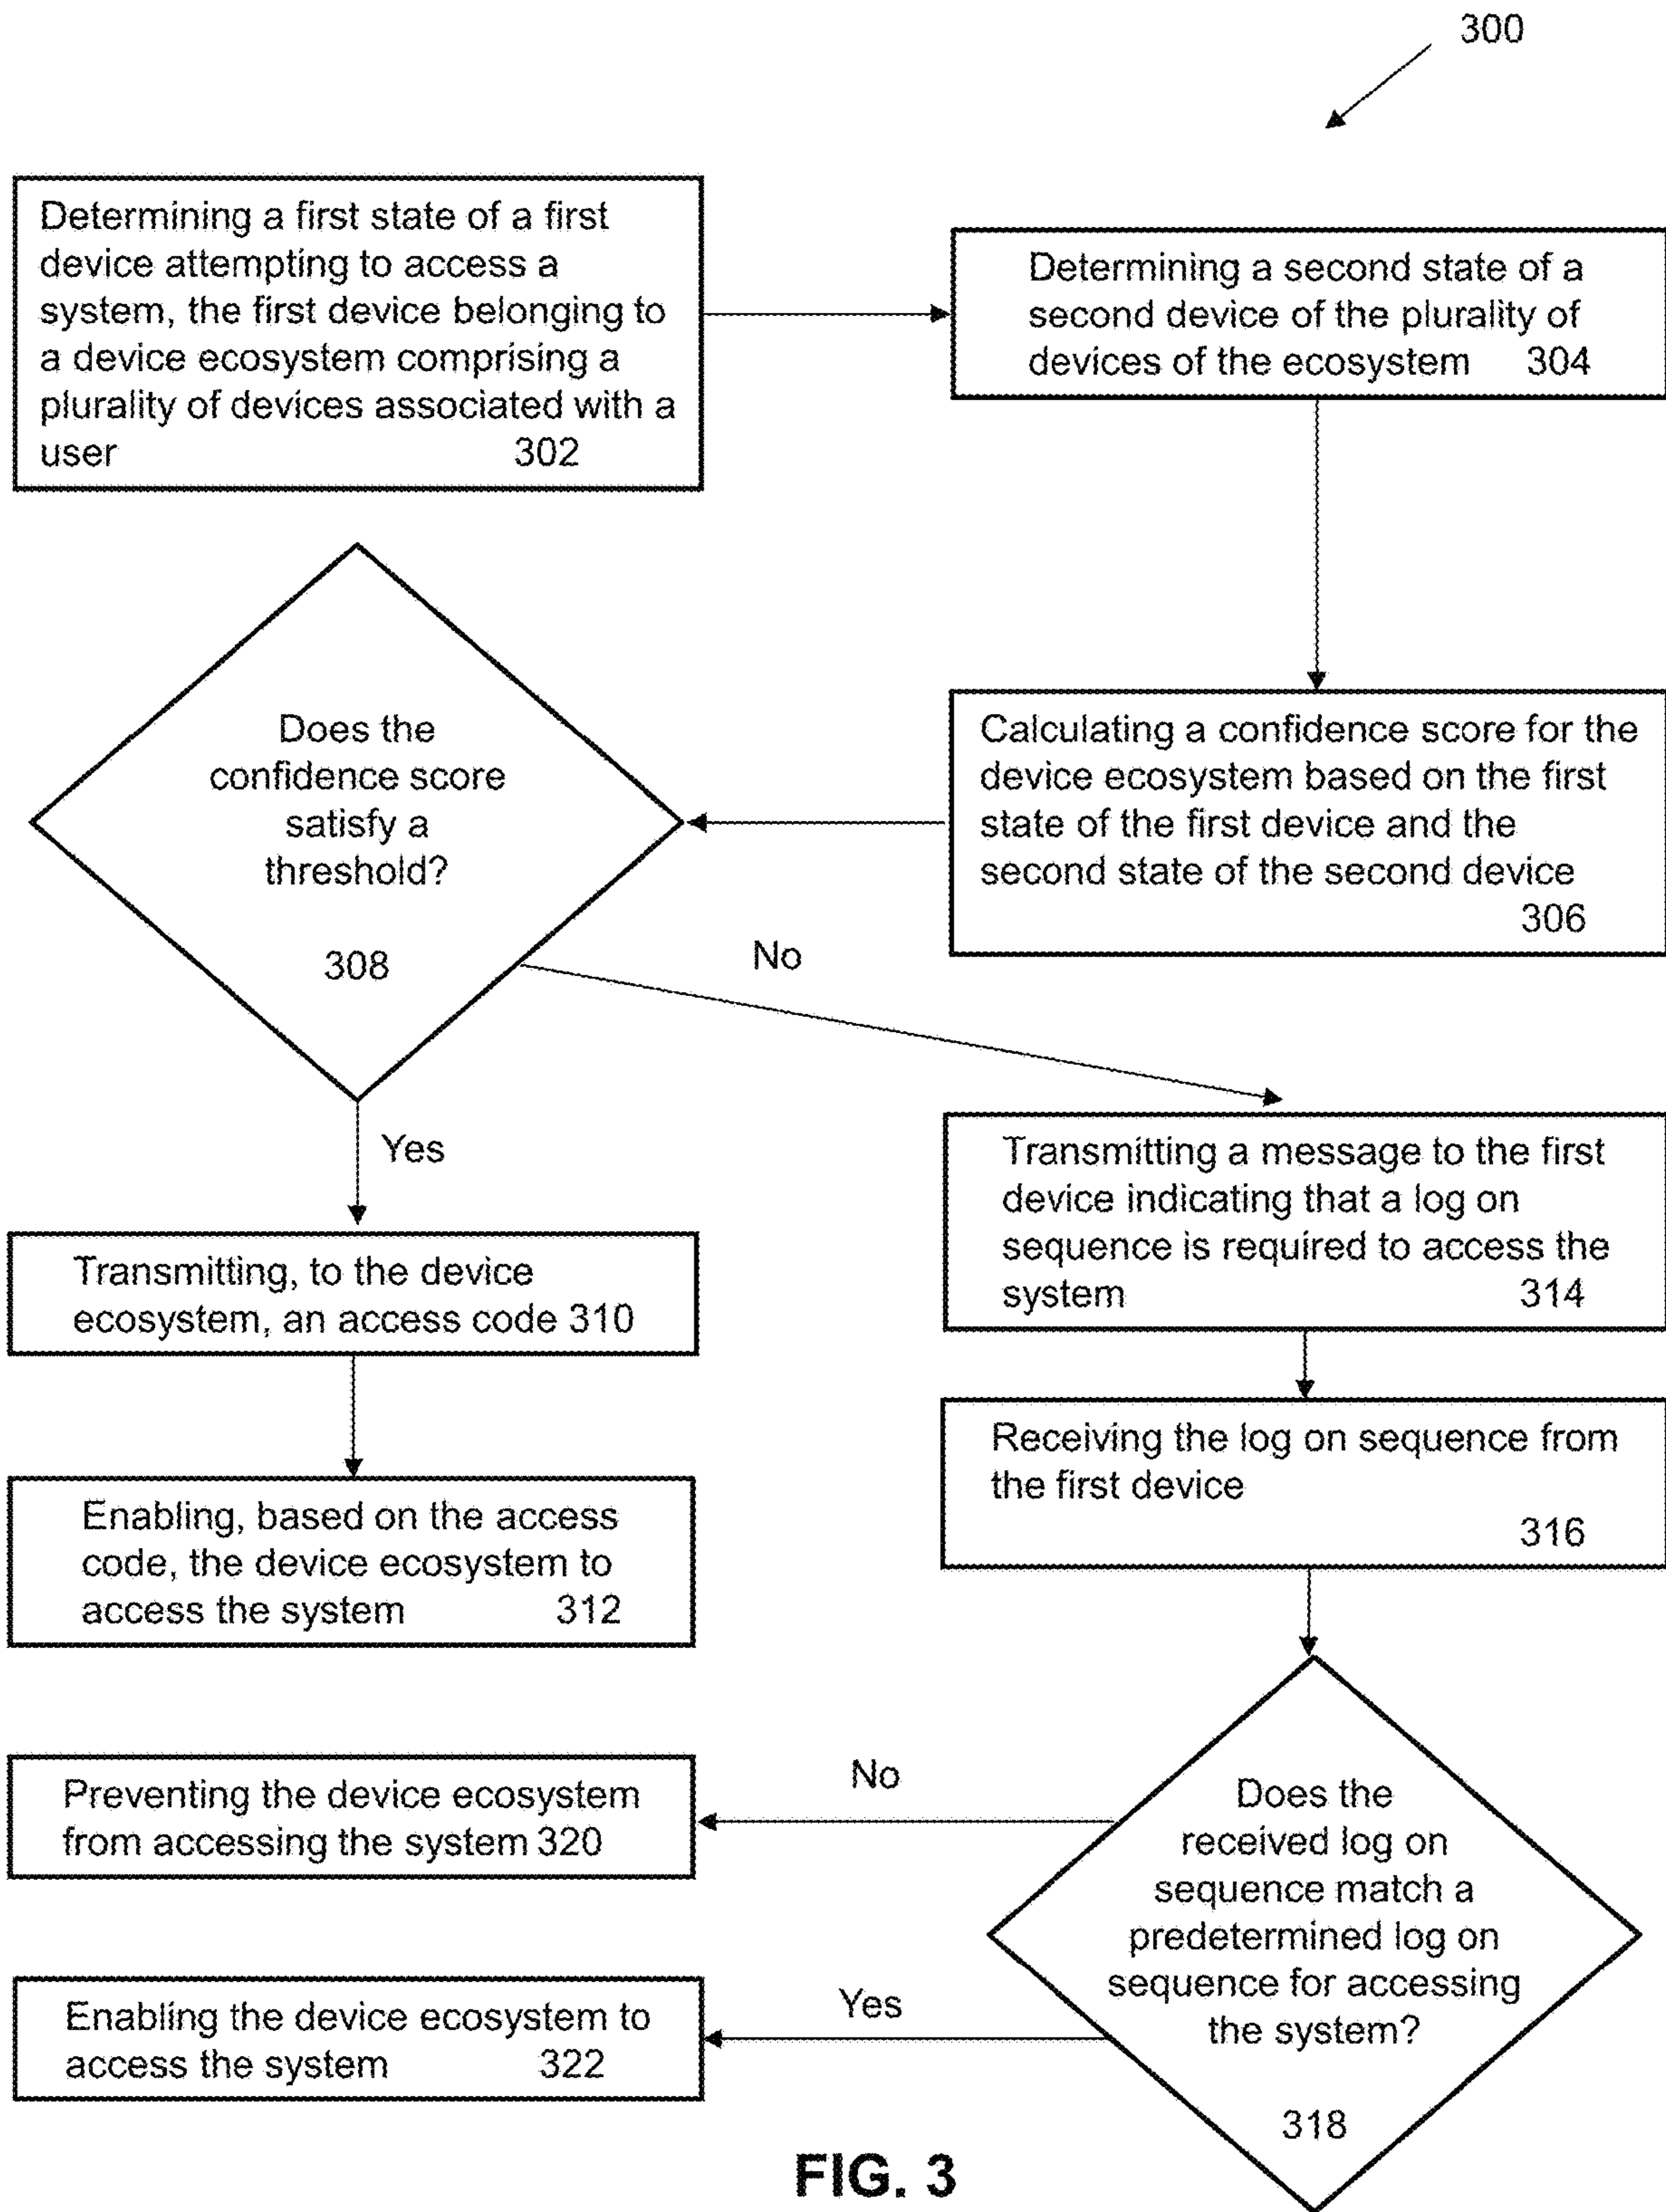 300
Determining a first state of a first
device attempting to access a
system, the first device belonging to
a device ecosystem comprising a
plurality of devices associated with a
user 302
Determining a second state of a
second device of the plurality of
devices of the ecosystem 304
Calculating a confidence score for the
device ecosystem based on the first
state of the first device and the
second state of the second device
306
Does the
confidence score
satisfy a
threshold?
308
No
Yes
Transmitting, to the device
ecosystem, an access code 310
Enabling, based on the access
code, the device ecosystem to
access the system 312
Transmitting a message to the first
device indicating that a log on
sequence is required to access the
system 314
Receiving the log on sequence from
the first device
316
Does the
received log on
sequence match a
predetermined log on
sequence for accessing
the system?
318
No
Preventing the device ecosystem
from accessing the system 320
Yes
Enabling the device ecosystem to
access the system 322
FIG. 3